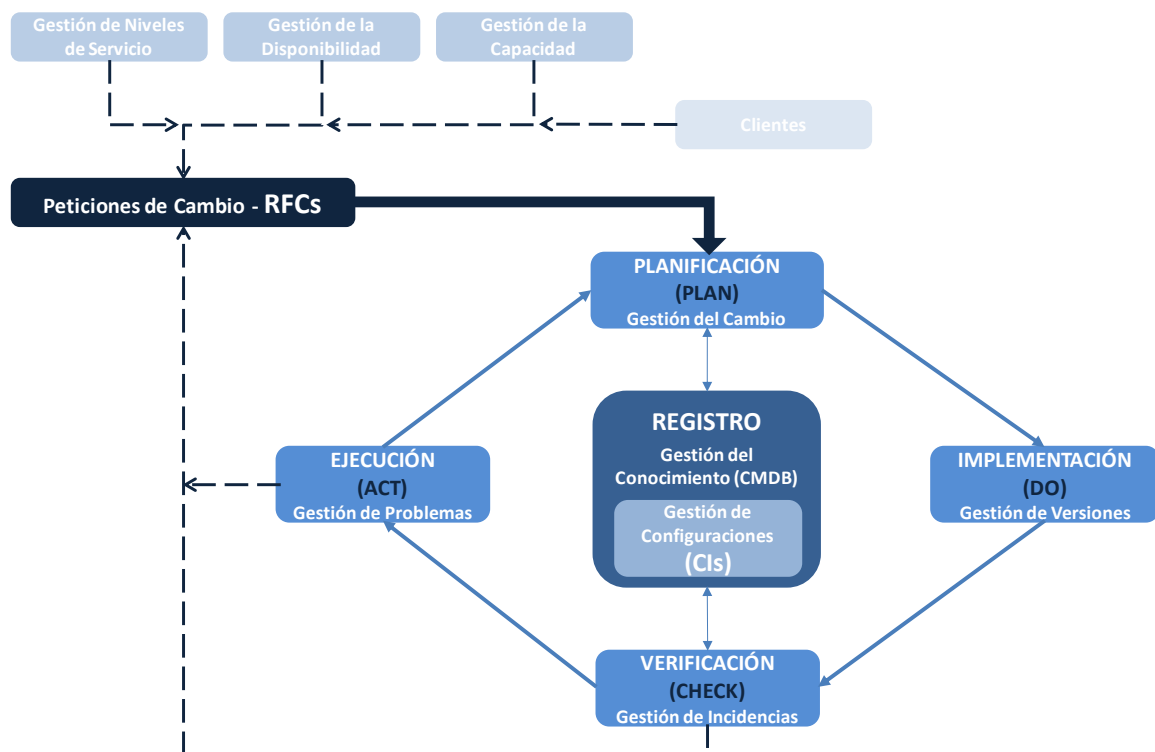 Gestión de Niveles
de Servicio
Gestión de la
Disponibilidad
Gestión de la
Capacidad
Clientes
Peticiones de Cambio - RFCs
PLANIFICACIÓN
(PLAN)
Gestión del Cambio
REGISTRO
Gestión del
Conocimiento (CMDB)
Gestión de
Configuraciones
(CIs)
EJECUCIÓN
(ACT)
Gestión de Problemas
IMPLEMENTACIÓN
(DO)
Gestión de Versiones
VERIFICACIÓN
(CHECK)
Gestión de Incidencias